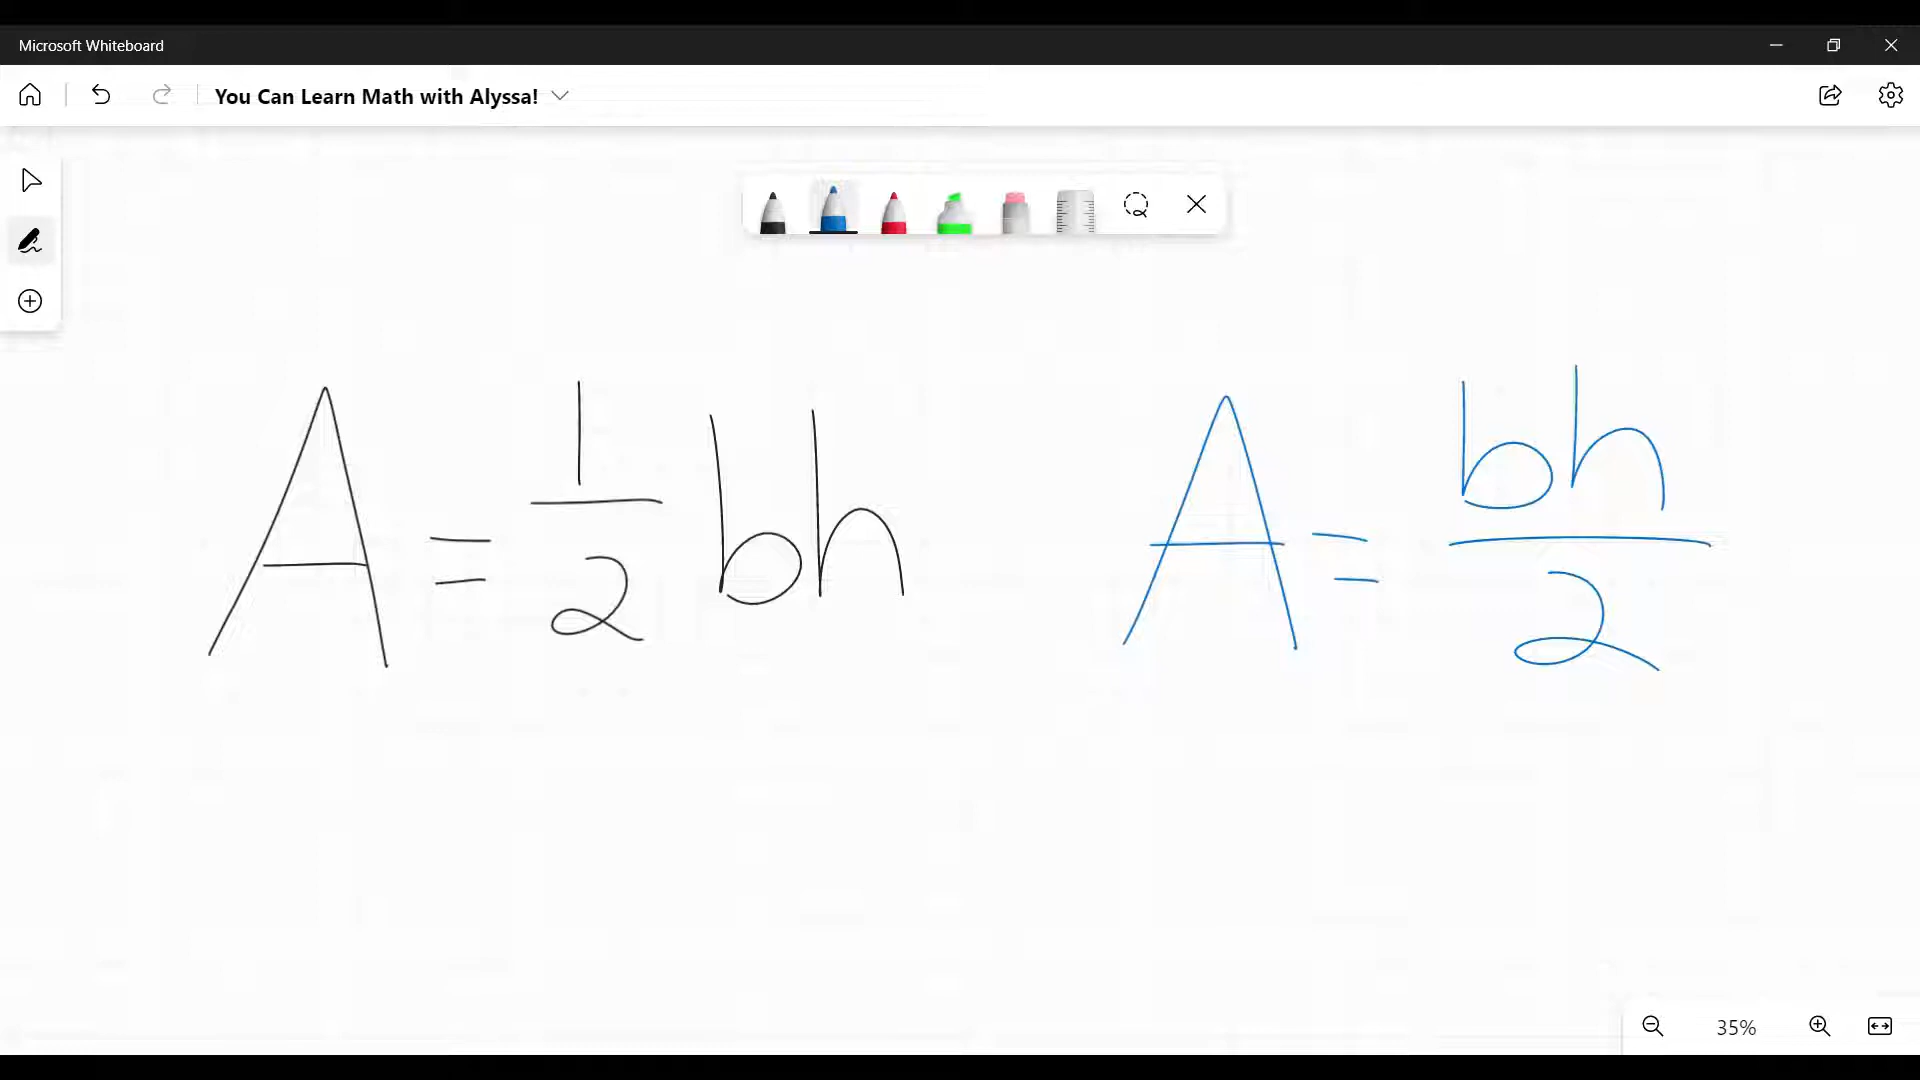 Microsoft Whiteboard
You Can Learn Math with Alyssa!
A = 1/2 bh
A = bh/2
35%